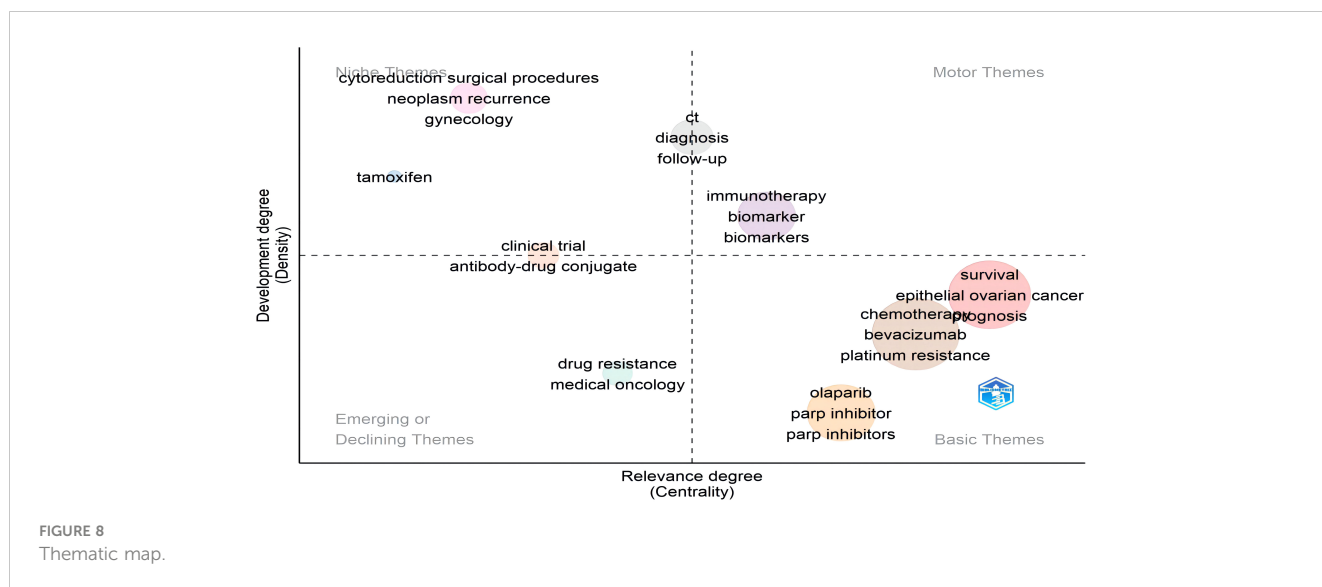 Niche Themes
Motor Themes
cytoreduction surgical procedures
neoplasm recurrence
gynecology
ct
diagnosis
follow-up
tamoxifen
immunotherapy
biomarker
biomarkers
clinical trial
antibody-drug conjugate
survival
epithelial ovarian cancer
prognosis
chemotherapy
bevacizumab
platinum resistance
drug resistance
medical oncology
olaparib
parp inhibitor
parp inhibitors
Emerging or
Declining Themes
Basic Themes
Development degree
(Density)
Relevance degree
(Centrality)
FIGURE 8
Thematic map.